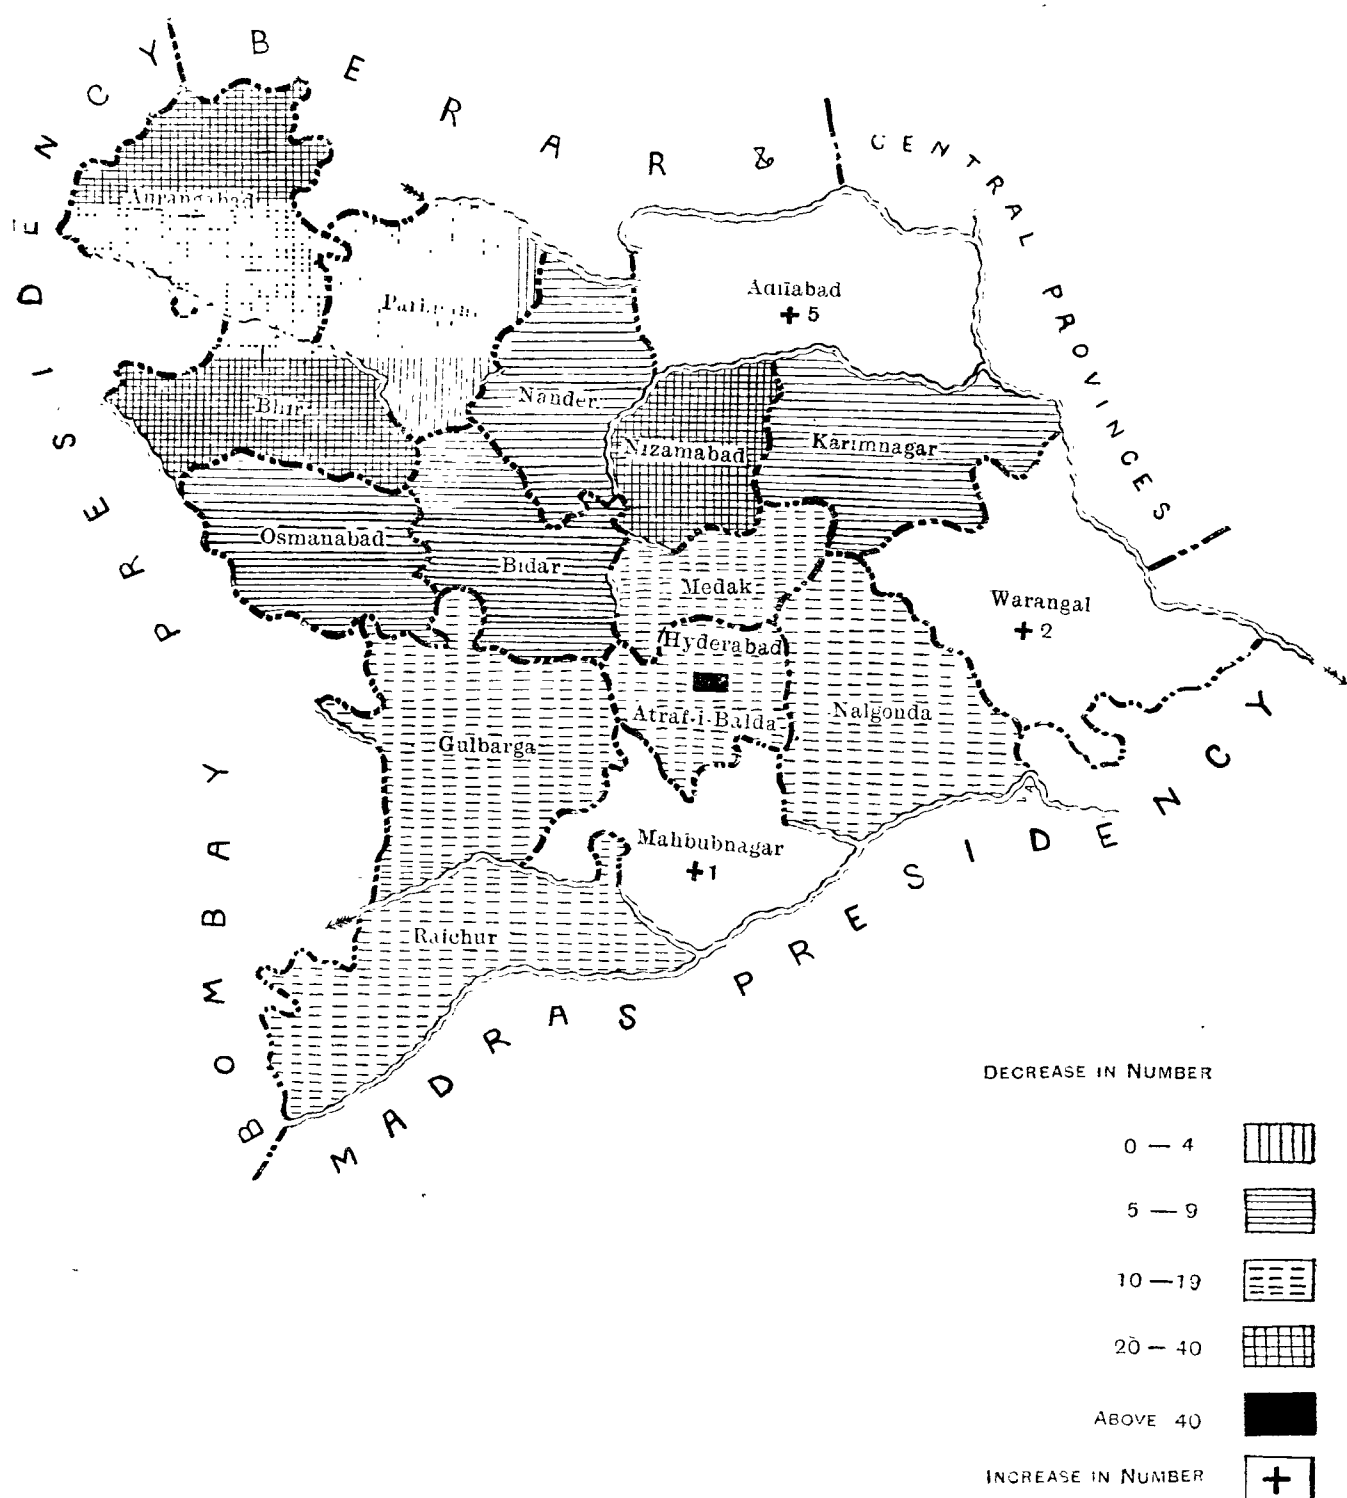 BERAR & CENTRAL PROVINCES
BOMBAY PRESIDENCY
MADRAS PRESIDENCY
Aurangabad
Adilabad
+ 5
Nander
Bhir
Nizamabad
Karimnagar
Osmanabad
Bidar
Medak
Warangal
+ 2
Hyderabad
Atraf-i-Balda
Nalgonda
Gulbarga
Mahbubnagar
+ 1
Raichur
DECREASE IN NUMBER
0 — 4
5 — 9
10 — 19
20 — 40
ABOVE 40
INCREASE IN NUMBER +